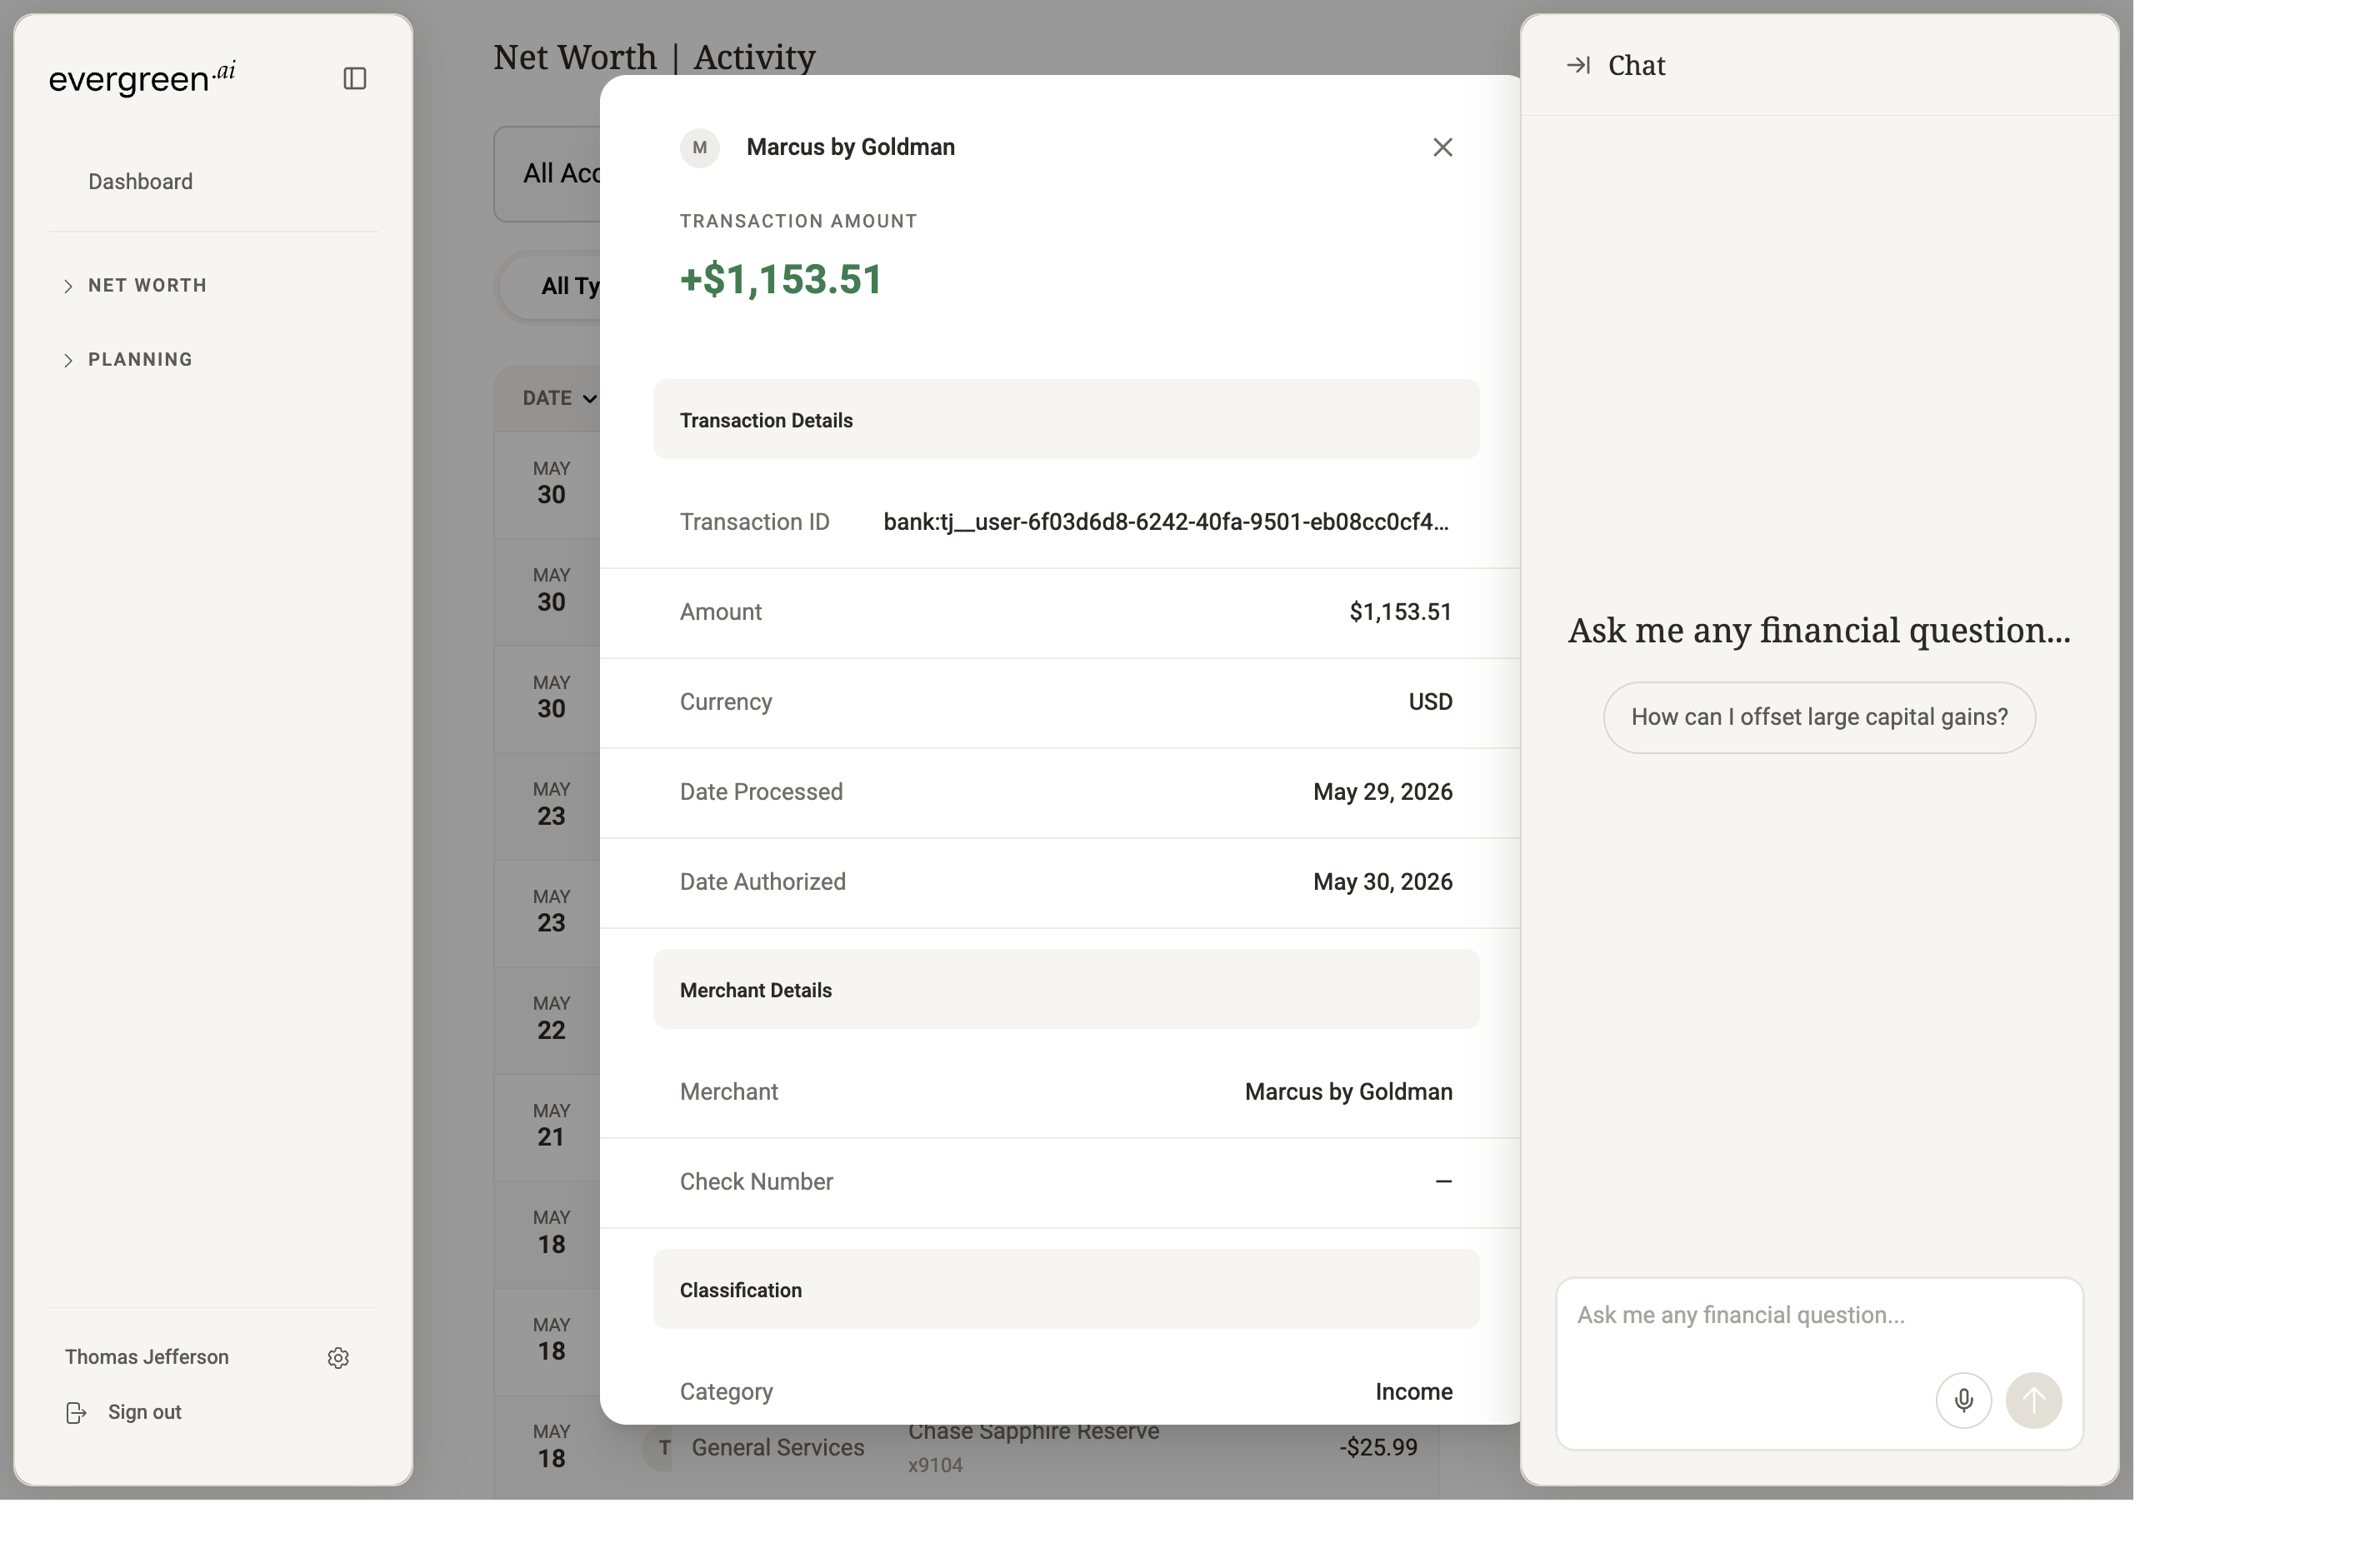 evergreen.ai
Dashboard
NET WORTH
PLANNING
Thomas Jefferson
Sign out
Net Worth | Activity
All Acc
All Ty
DATE
MAY
30
MAY
30
MAY
30
MAY
23
MAY
23
MAY
22
MAY
21
MAY
18
MAY
18
MAY
18
T General Services
Chase Sapphire Reserve
x9104
-$25.99
M Marcus by Goldman
TRANSACTION AMOUNT
+$1,153.51
Transaction Details
Transaction ID bank:tj__user-6f03d6d8-6242-40fa-9501-eb08cc0cf4...
Amount $1,153.51
Currency USD
Date Processed May 29, 2026
Date Authorized May 30, 2026
Merchant Details
Merchant Marcus by Goldman
Check Number —
Classification
Category Income
Chat
Ask me any financial question...
How can I offset large capital gains?
Ask me any financial question...